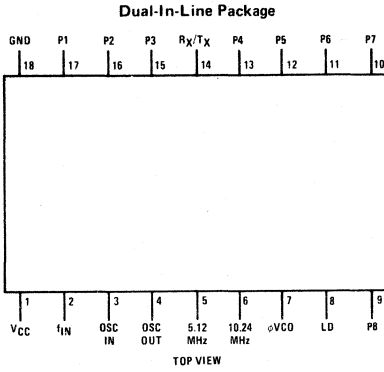 Dual-In-Line Package
GND P1 P2 P3 RX/TX P4 P5 P6 P7
18 17 16 15 14 13 12 11 10
1 2 3 4 5 6 7 8 9
VCC fIN OSC IN OSC OUT 5.12 MHz 10.24 MHz φVCO LD P8
TOP VIEW